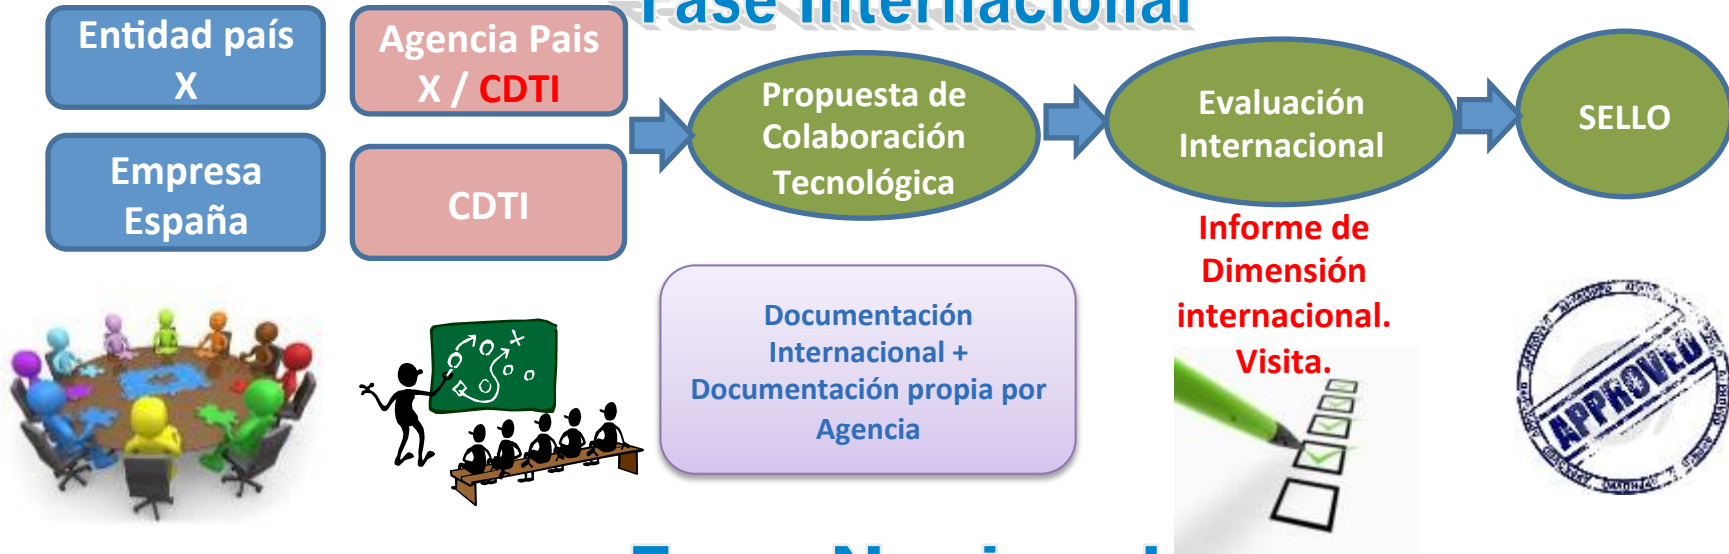 Fase Internacional
Entidad país
X
Agencia Pais
X / CDTI
Empresa
España
CDTI
Propuesta de
Colaboración
Tecnológica
Evaluación
Internacional
SELLO
Documentación
Internacional +
Documentación propia por
Agencia
Informe de
Dimensión
internacional.
Visita.
APPROVED